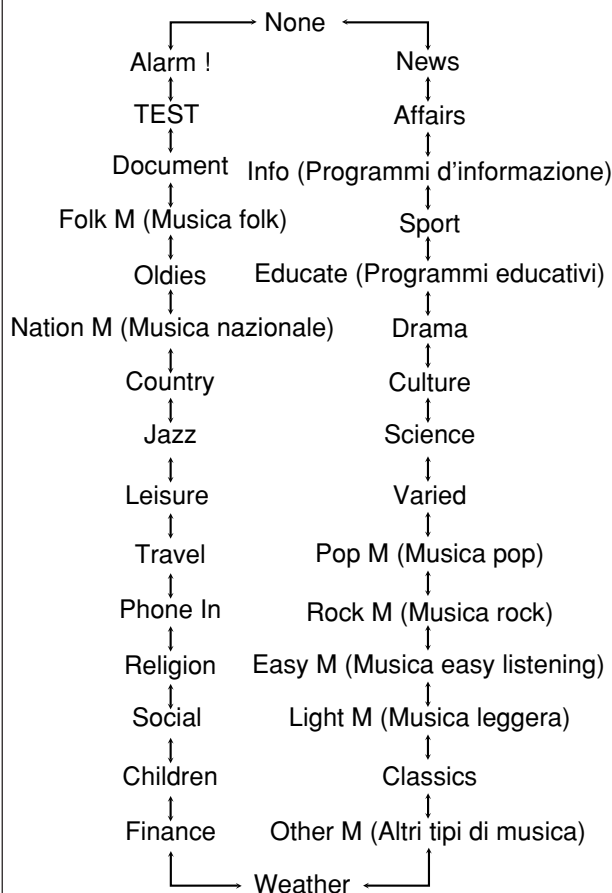 None
Alarm !
TEST
Document
Folk M (Musica folk)
Oldies
Nation M (Musica nazionale)
Country
Jazz
Leisure
Travel
Phone In
Religion
Social
Children
Finance
News
Affairs
Info (Programmi d'informazione)
Sport
Educate (Programmi educativi)
Drama
Culture
Science
Varied
Pop M (Musica pop)
Rock M (Musica rock)
Easy M (Musica easy listening)
Light M (Musica leggera)
Classics
Other M (Altri tipi di musica)
Weather